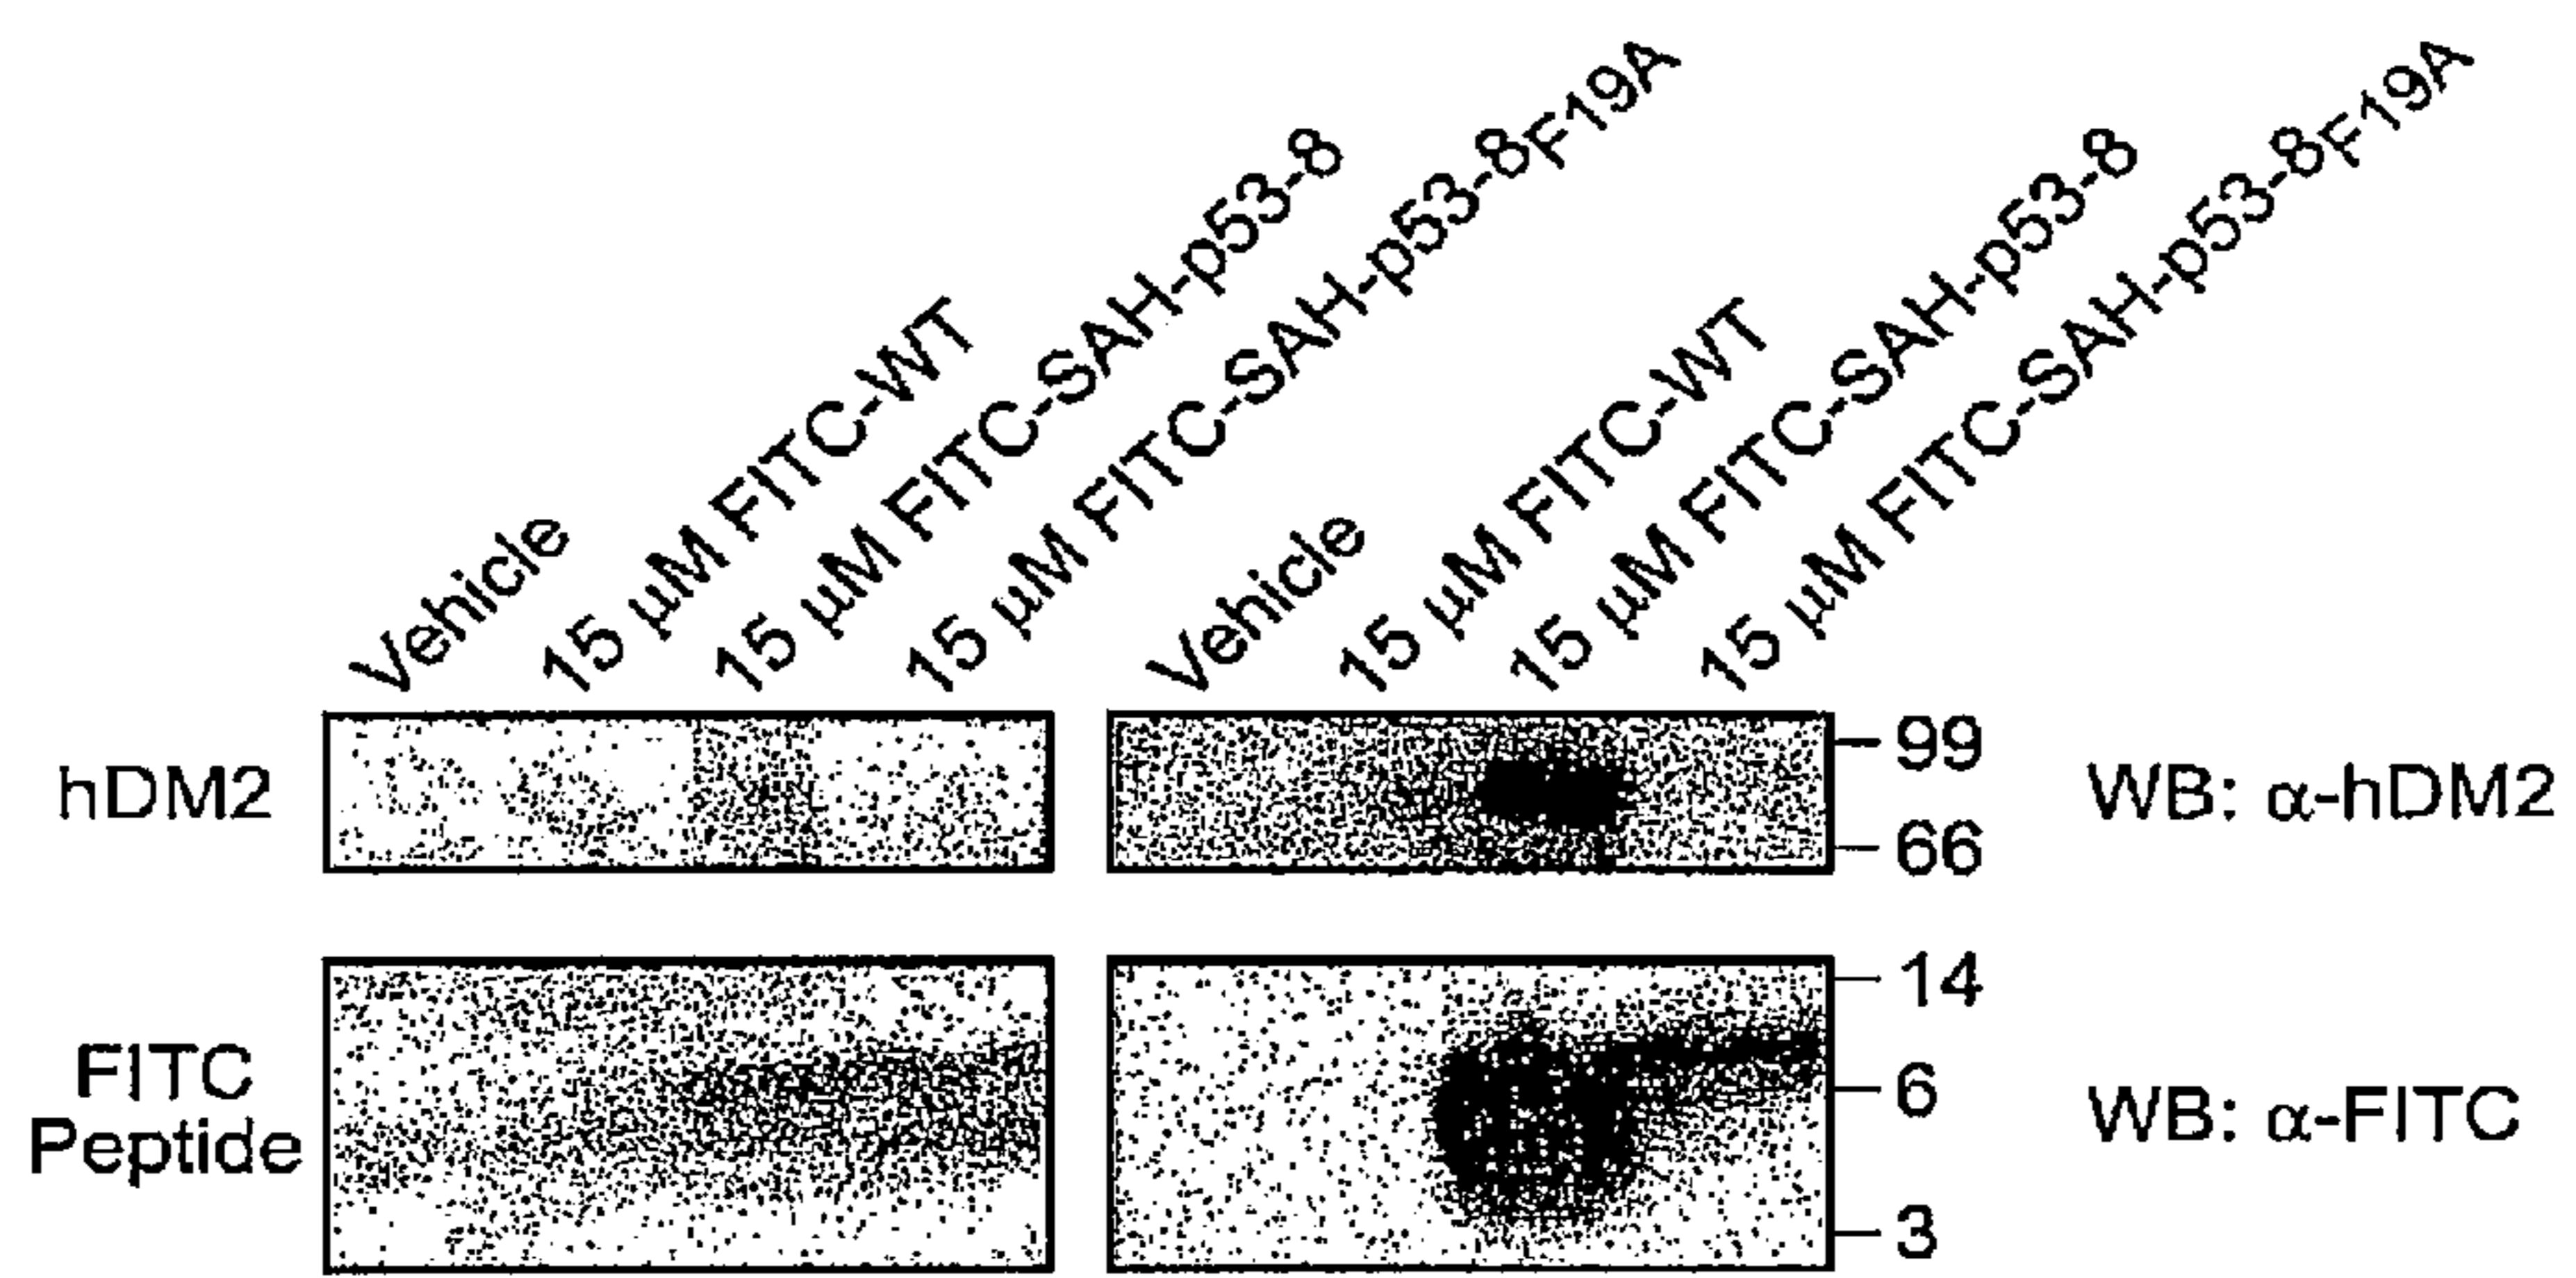 Vehicle
15 µM FITC-WT
15 µM FITC-SAH-p53-8
15 µM FITC-SAH-p53-8F19A
Vehicle
15 µM FITC-WT
15 µM FITC-SAH-p53-8
15 µM FITC-SAH-p53-8F19A
hDM2
99
66
WB: α-hDM2
FITC
Peptide
14
6
3
WB: α-FITC